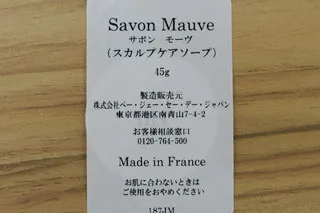 Savon Mauve
サボン モーヴ
(スカルプケアソープ)
45g
製造販売元
株式会社ペー・ジェー・セー・デー・ジャパン
東京都港区南青山7-4-2
お客様相談窓口
0120-764-500
Made in France
お肌に合わないときは
ご使用をおやめください
187JM